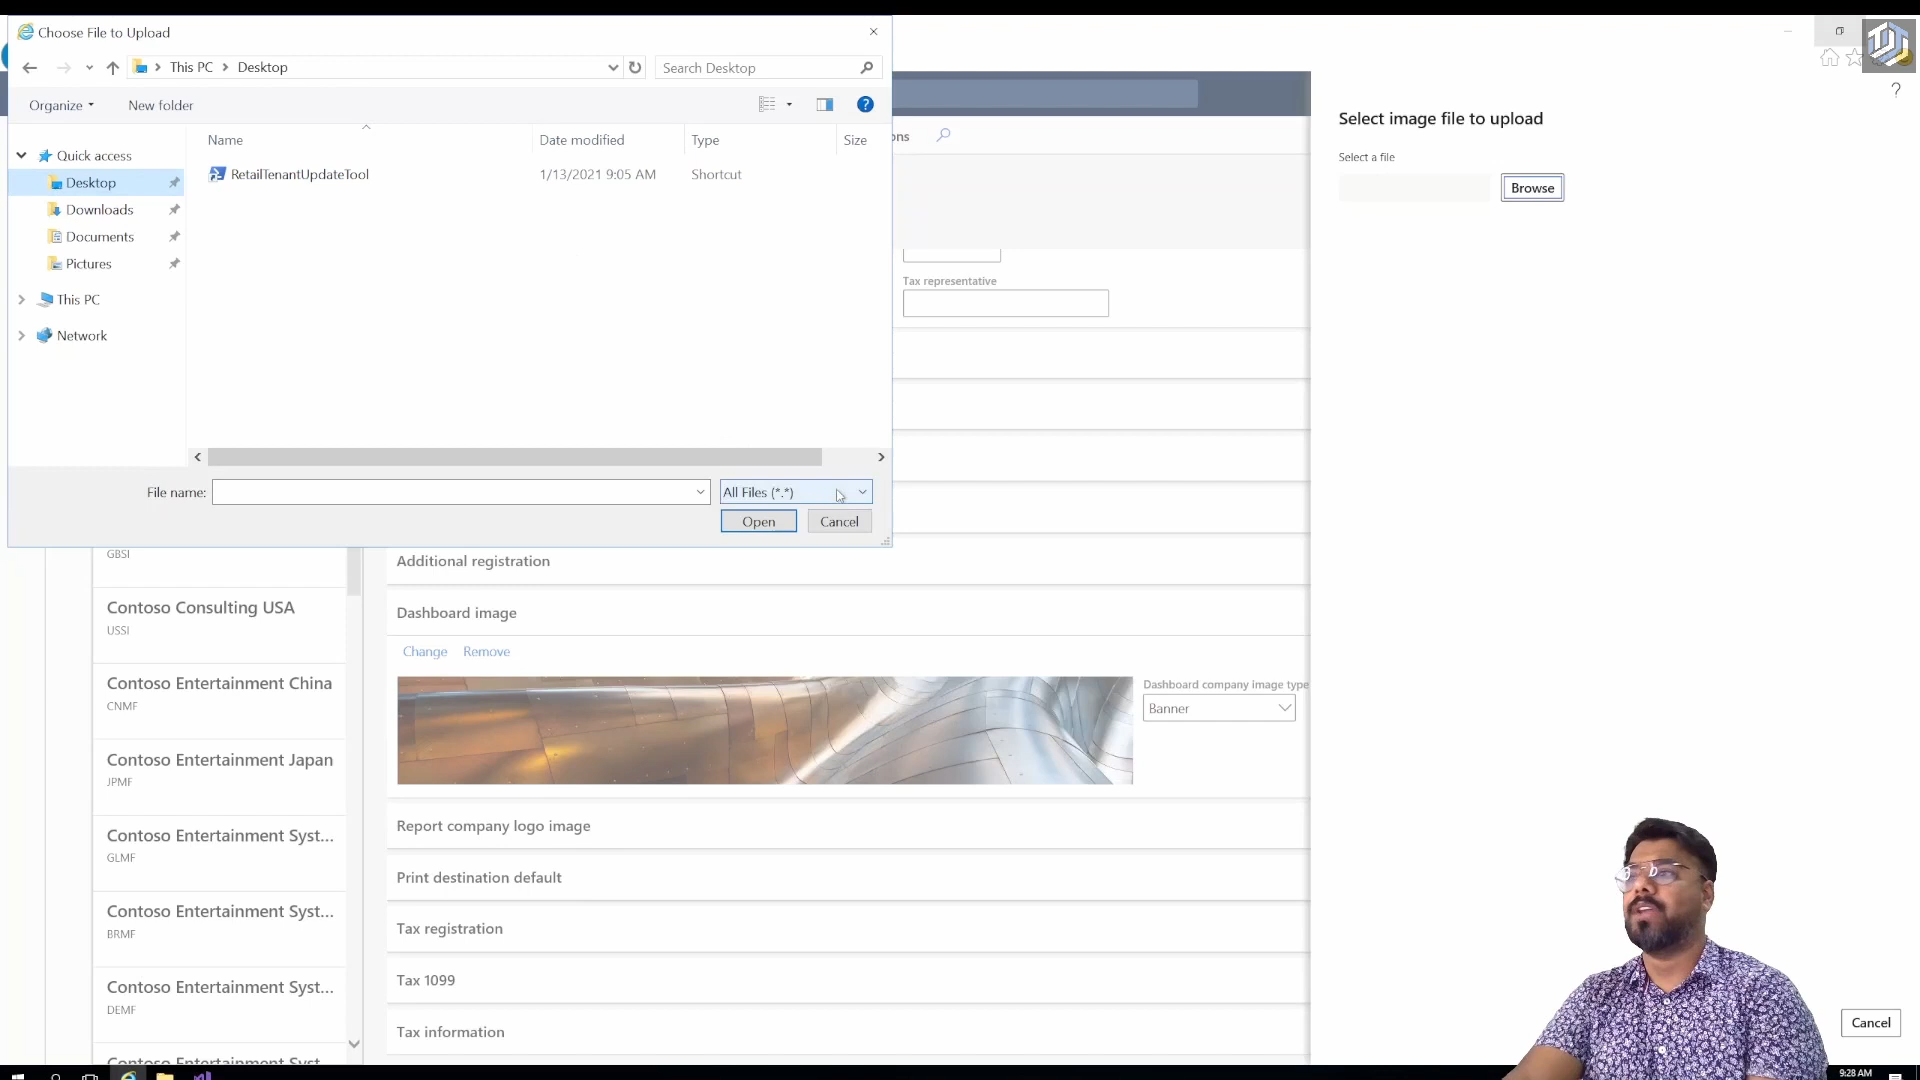 Choose File to Upload
This PC
Desktop
Search Desktop
Organize
New folder
Name
Date modified
Type
Size
Quick access
Desktop
Downloads
Documents
Pictures
This PC
Network
RetailTenantUpdateTool
1/13/2021 9:05 AM
Shortcut
File name:
All Files (*.*)
Open
Cancel
ons
Tax representative
Select image file to upload
Select a file
Browse
?
GBSI
Contoso Consulting USA
USSI
Contoso Entertainment China
CNMF
Contoso Entertainment Japan
JPMF
Contoso Entertainment Syst...
GLMF
Contoso Entertainment Syst...
BRMF
Contoso Entertainment Syst...
DEMF
Contoso Entertainment Syst...
Additional registration
Dashboard image
Change
Remove
Dashboard company image type
Banner
Report company logo image
Print destination default
Tax registration
Tax 1099
Tax information
Cancel
9:28 AM